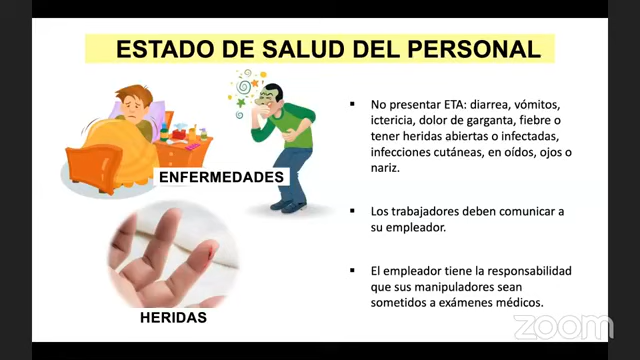 ESTADO DE SALUD DEL PERSONAL
ENFERMEDADES
HERIDAS
▪ No presentar ETA: diarrea, vómitos,
ictericia, dolor de garganta, fiebre o
tener heridas abiertas o infectadas,
infecciones cutáneas, en oídos, ojos o
nariz.
▪ Los trabajadores deben comunicar a
su empleador.
▪ El empleador tiene la responsabilidad
que sus manipuladores sean
sometidos a exámenes médicos.
zoom